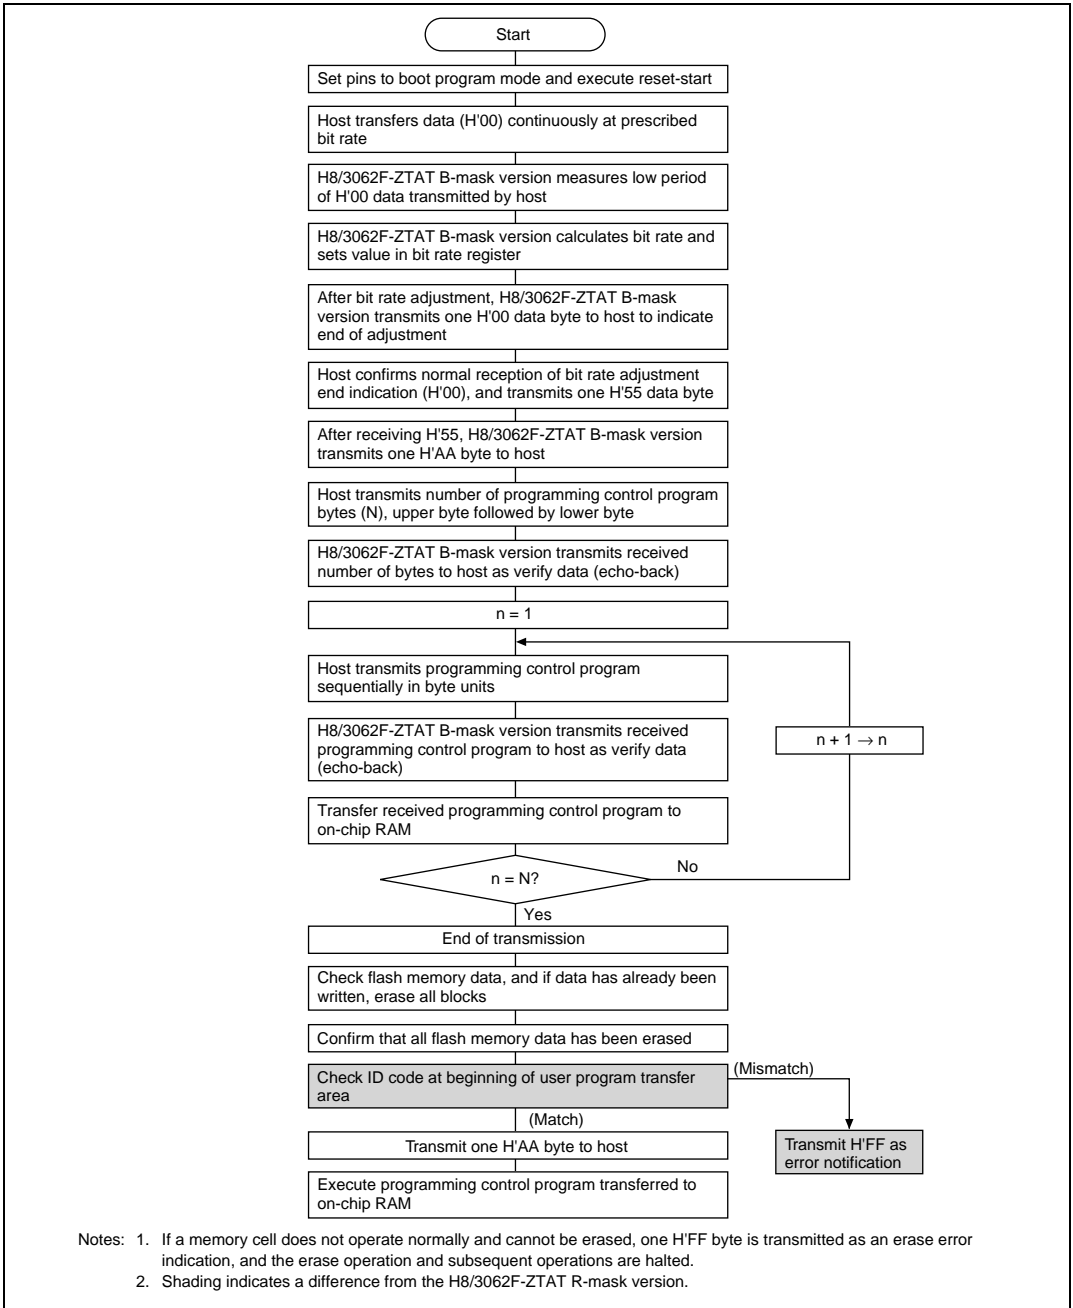 Start
Set pins to boot program mode and execute reset-start
Host transfers data (H'00) continuously at prescribed
bit rate
H8/3062F-ZTAT B-mask version measures low period
of H'00 data transmitted by host
H8/3062F-ZTAT B-mask version calculates bit rate and
sets value in bit rate register
After bit rate adjustment, H8/3062F-ZTAT B-mask
version transmits one H'00 data byte to host to indicate
end of adjustment
Host confirms normal reception of bit rate adjustment
end indication (H'00), and transmits one H'55 data byte
After receiving H'55, H8/3062F-ZTAT B-mask version
transmits one H'AA byte to host
Host transmits number of programming control program
bytes (N), upper byte followed by lower byte
H8/3062F-ZTAT B-mask version transmits received
number of bytes to host as verify data (echo-back)
n = 1
Host transmits programming control program
sequentially in byte units
H8/3062F-ZTAT B-mask version transmits received
programming control program to host as verify data
(echo-back)
n + 1 → n
Transfer received programming control program to
on-chip RAM
n = N?
No
Yes
End of transmission
Check flash memory data, and if data has already been
written, erase all blocks
Confirm that all flash memory data has been erased
Check ID code at beginning of user program transfer
area
(Mismatch)
(Match)
Transmit one H'AA byte to host
Transmit H'FF as
error notification
Execute programming control program transferred to
on-chip RAM
Notes: 1. If a memory cell does not operate normally and cannot be erased, one H'FF byte is transmitted as an erase error
indication, and the erase operation and subsequent operations are halted.
2. Shading indicates a difference from the H8/3062F-ZTAT R-mask version.